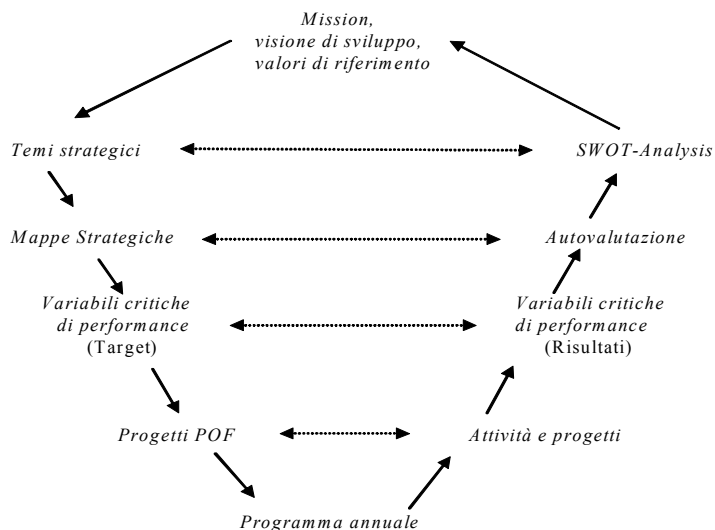 Mission,
visione di sviluppo,
valori di riferimento
Temi strategici
SWOT-Analysis
Mappe Strategiche
Autovalutazione
Variabili critiche
di performance
(Target)
Variabili critiche
di performance
(Risultati)
Progetti POF
Attività e progetti
Programma annuale